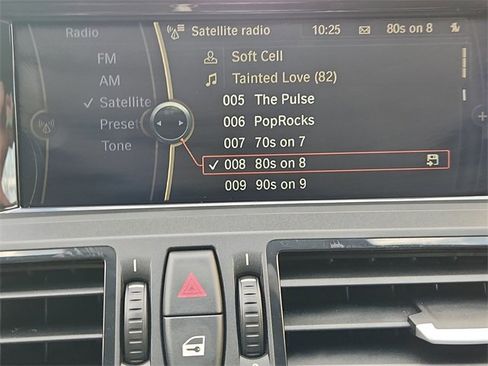 Radio
FM
AM
✓ Satellite
Preset
Tone
Satellite radio 10:25 80s on 8
Soft Cell
Tainted Love (82)
005 The Pulse
006 PopRocks
007 70s on 7
✓ 008 80s on 8
009 90s on 9